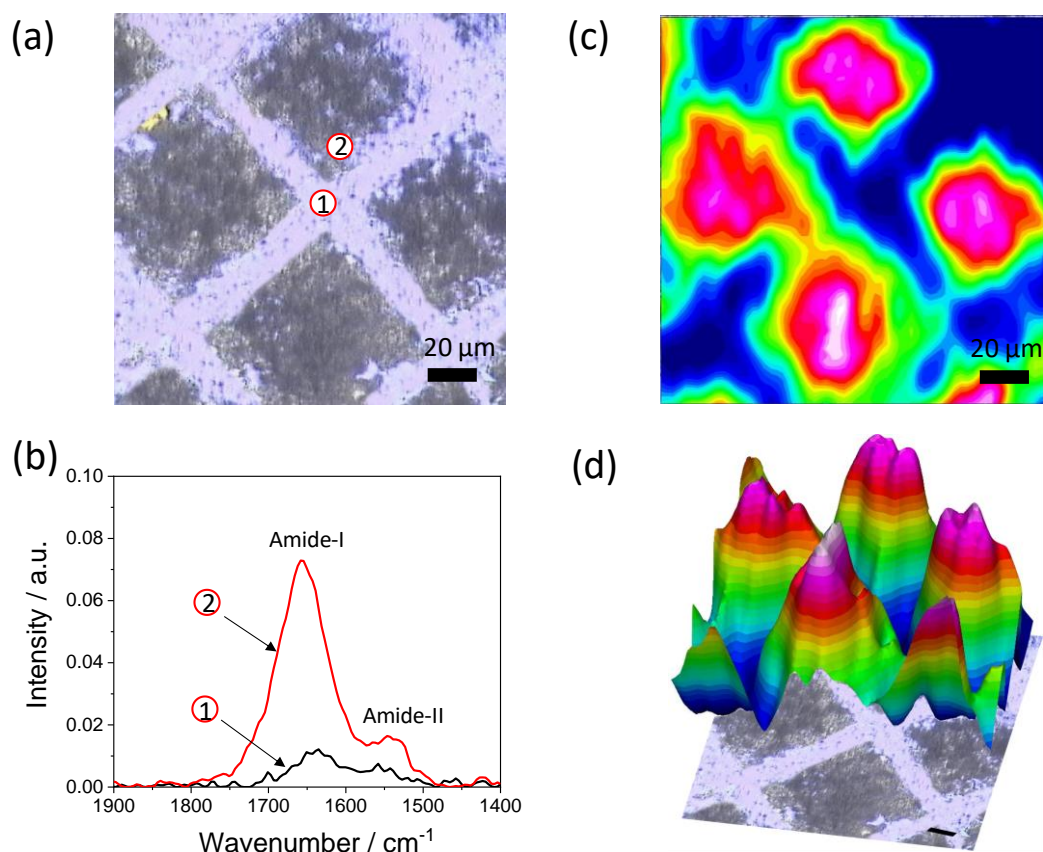 (a)
2
1
20 µm
(c)
20 µm
(b)
0.10
0.08
0.06
0.04
0.02
0.00
Intensity / a.u.
Amide-I
2
Amide-II
1
1900
1800
1700
1600
1500
1400
Wavenumber / cm⁻¹
(d)